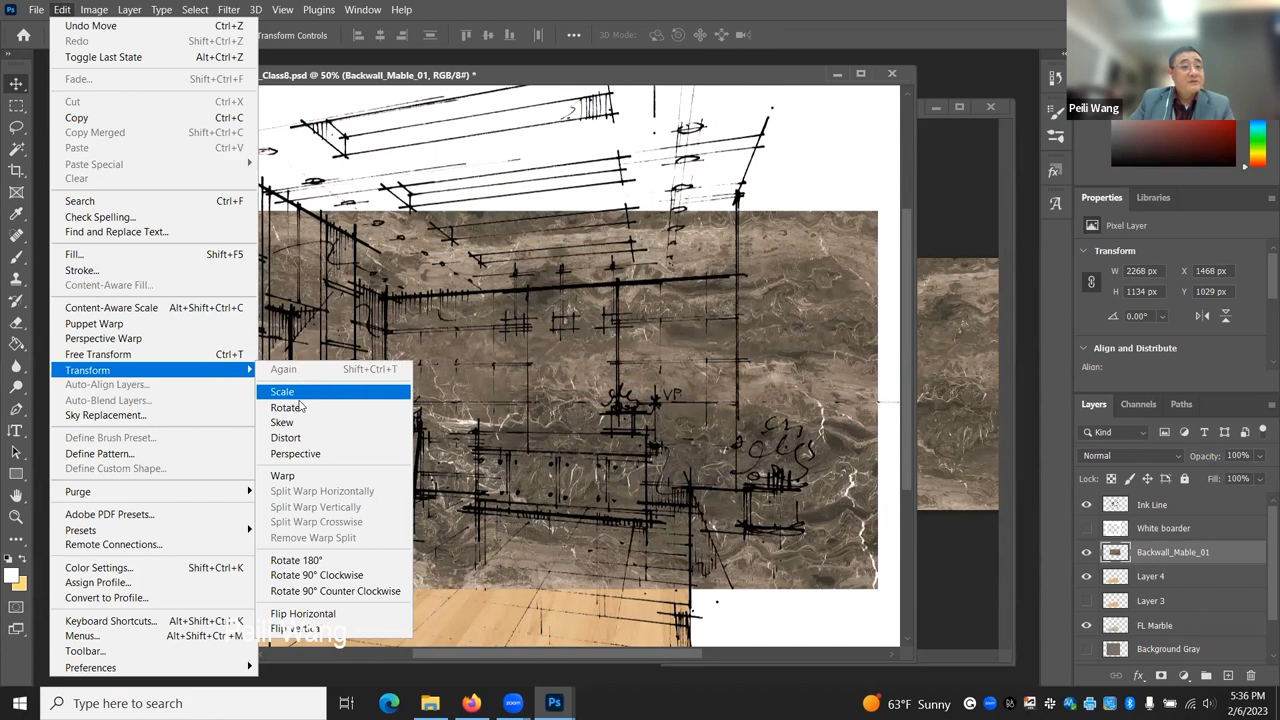 File Edit Image Layer Type Select Filter 3D View Plugins Window Help
Transform Controls
3D Mode:
_Class8.psd @ 50% (Backwall_Mable_01, RGB/8#) *
Undo Move Ctrl+Z
Redo Shift+Ctrl+Z
Toggle Last State Alt+Ctrl+Z
Fade... Shift+Ctrl+F
Cut Ctrl+X
Copy Ctrl+C
Copy Merged Shift+Ctrl+C
Paste Ctrl+V
Paste Special
Clear
Search Ctrl+F
Check Spelling...
Find and Replace Text...
Fill... Shift+F5
Stroke...
Content-Aware Fill...
Content-Aware Scale Alt+Shift+Ctrl+C
Puppet Warp
Perspective Warp
Free Transform Ctrl+T
Transform
Auto-Align Layers...
Auto-Blend Layers...
Sky Replacement...
Define Brush Preset...
Define Pattern...
Define Custom Shape...
Purge
Adobe PDF Presets...
Presets
Remote Connections...
Color Settings... Shift+Ctrl+K
Assign Profile...
Convert to Profile...
Keyboard Shortcuts... Alt+Shift+Ctrl+K
Menus... Alt+Shift+Ctrl+M
Toolbar...
Preferences
Again Shift+Ctrl+T
Scale
Rotate
Skew
Distort
Perspective
Warp
Split Warp Horizontally
Split Warp Vertically
Split Warp Crosswise
Remove Warp Split
Rotate 180°
Rotate 90° Clockwise
Rotate 90° Counter Clockwise
Flip Horizontal
Peili Wang
VP
Peili Wang
Properties Libraries
Pixel Layer
Transform
W 2268 px X 1468 px
H 1134 px Y 1029 px
0.00°
Align and Distribute
Align:
Layers Channels Paths
Kind
Normal Opacity: 100%
Lock: Fill: 100%
Ink Line
White boarder
Backwall_Mable_01
Layer 4
Layer 3
FL Marble
Background Gray
Type here to search
63°F Sunny
5:36 PM
2/6/2023